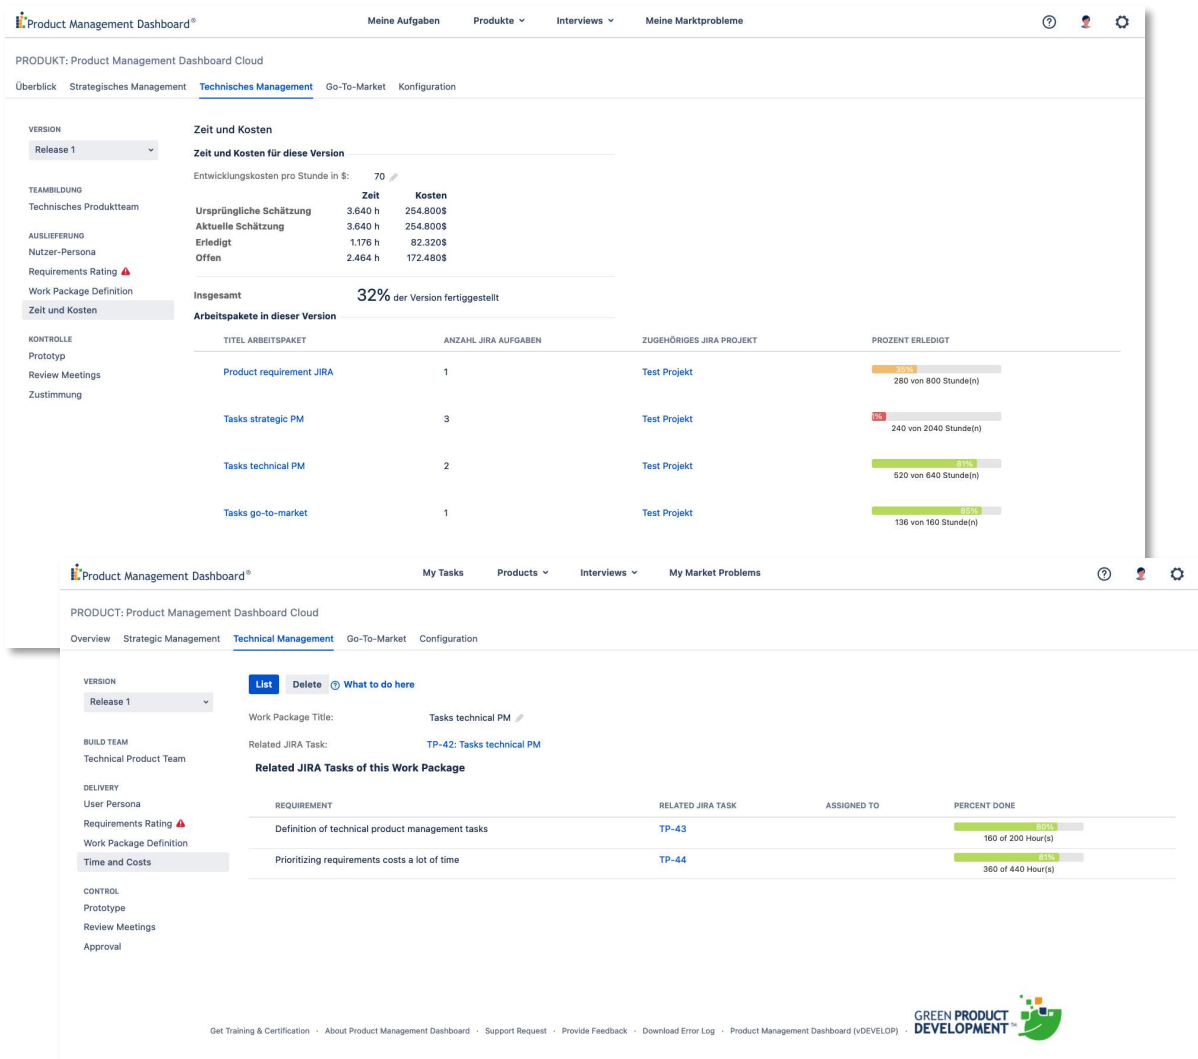 Product Management Dashboard®
Meine Aufgaben Produkte Interviews Meine Marktprobleme
PRODUKT: Product Management Dashboard Cloud
Überblick Strategisches Management Technisches Management Go-To-Market Konfiguration
VERSION
Release 1
TEAMBILDUNG
Technisches Produktteam
AUSLIEFERUNG
Nutzer-Persona
Requirements Rating
Work Package Definition
Zeit und Kosten
KONTROLLE
Prototyp
Review Meetings
Zustimmung
Zeit und Kosten
Zeit und Kosten für diese Version
Entwicklungskosten pro Stunde in $: 70
Zeit Kosten
Ursprüngliche Schätzung 3.640 h 254.800$
Aktuelle Schätzung 3.640 h 254.800$
Erledigt 1.176 h 82.320$
Offen 2.464 h 172.480$
Insgesamt 32% der Version fertiggestellt
Arbeitspakete in dieser Version
TITEL ARBEITSPAKET ANZAHL JIRA AUFGABEN ZUGEHÖRIGES JIRA PROJEKT PROZENT ERLEDIGT
Product requirement JIRA 1 Test Projekt 35%
280 von 800 Stunde(n)
Tasks strategic PM 3 Test Projekt
240 von 2040 Stunde(n)
Tasks technical PM 2 Test Projekt 81%
520 von 640 Stunde(n)
Tasks go-to-market 1 Test Projekt 85%
136 von 160 Stunde(n)
Product Management Dashboard®
My Tasks Products Interviews My Market Problems
PRODUCT: Product Management Dashboard Cloud
Overview Strategic Management Technical Management Go-To-Market Configuration
VERSION
Release 1
BUILD TEAM
Technical Product Team
DELIVERY
User Persona
Requirements Rating
Work Package Definition
Time and Costs
CONTROL
Prototype
Review Meetings
Approval
List Delete What to do here
Work Package Title: Tasks technical PM
Related JIRA Task: TP-42: Tasks technical PM
Related JIRA Tasks of this Work Package
REQUIREMENT RELATED JIRA TASK ASSIGNED TO PERCENT DONE
Definition of technical product management tasks TP-43 80%
160 of 200 Hour(s)
Prioritizing requirements costs a lot of time TP-44 81%
360 of 440 Hour(s)
Get Training & Certification · About Product Management Dashboard · Support Request · Provide Feedback · Download Error Log · Product Management Dashboard (vDEVELOP) ·
GREEN PRODUCT
DEVELOPMENT™